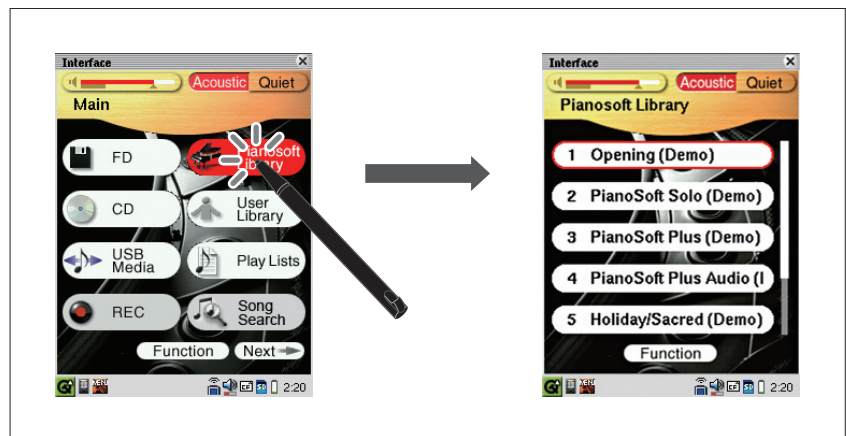 Interface
Acoustic Quiet
Main
FD
Pianosoft
Library
CD
User
Library
USB
Media
Play Lists
REC
Song
Search
Function
Next
2:20
Interface
Acoustic Quiet
Pianosoft Library
1 Opening (Demo)
2 PianoSoft Solo (Demo)
3 PianoSoft Plus (Demo)
4 PianoSoft Plus Audio (
5 Holiday/Sacred (Demo)
Function
2:20